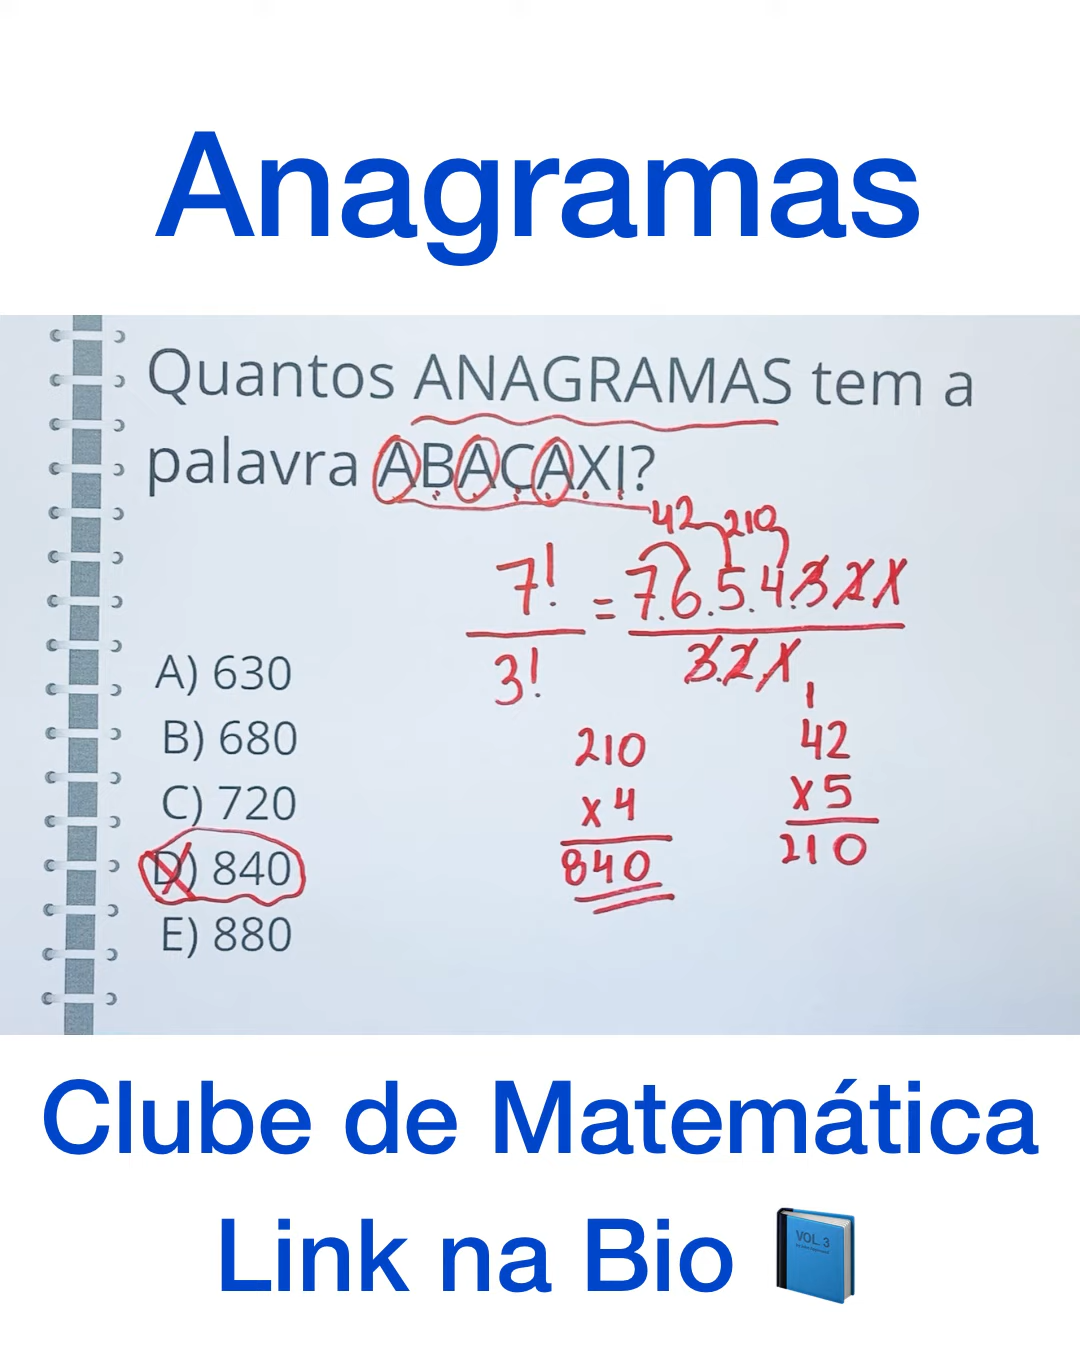 Anagramas
Quantos ANAGRAMAS tem a
palavra ABACAXI?
42 210
7! = 7.6.5.4.3.2.1
3! 3.2.1
A) 630
B) 680
C) 720
D) 840
E) 880
210
x4
840
1
42
x5
210
Clube de Matemática
Link na Bio
VOL. 3